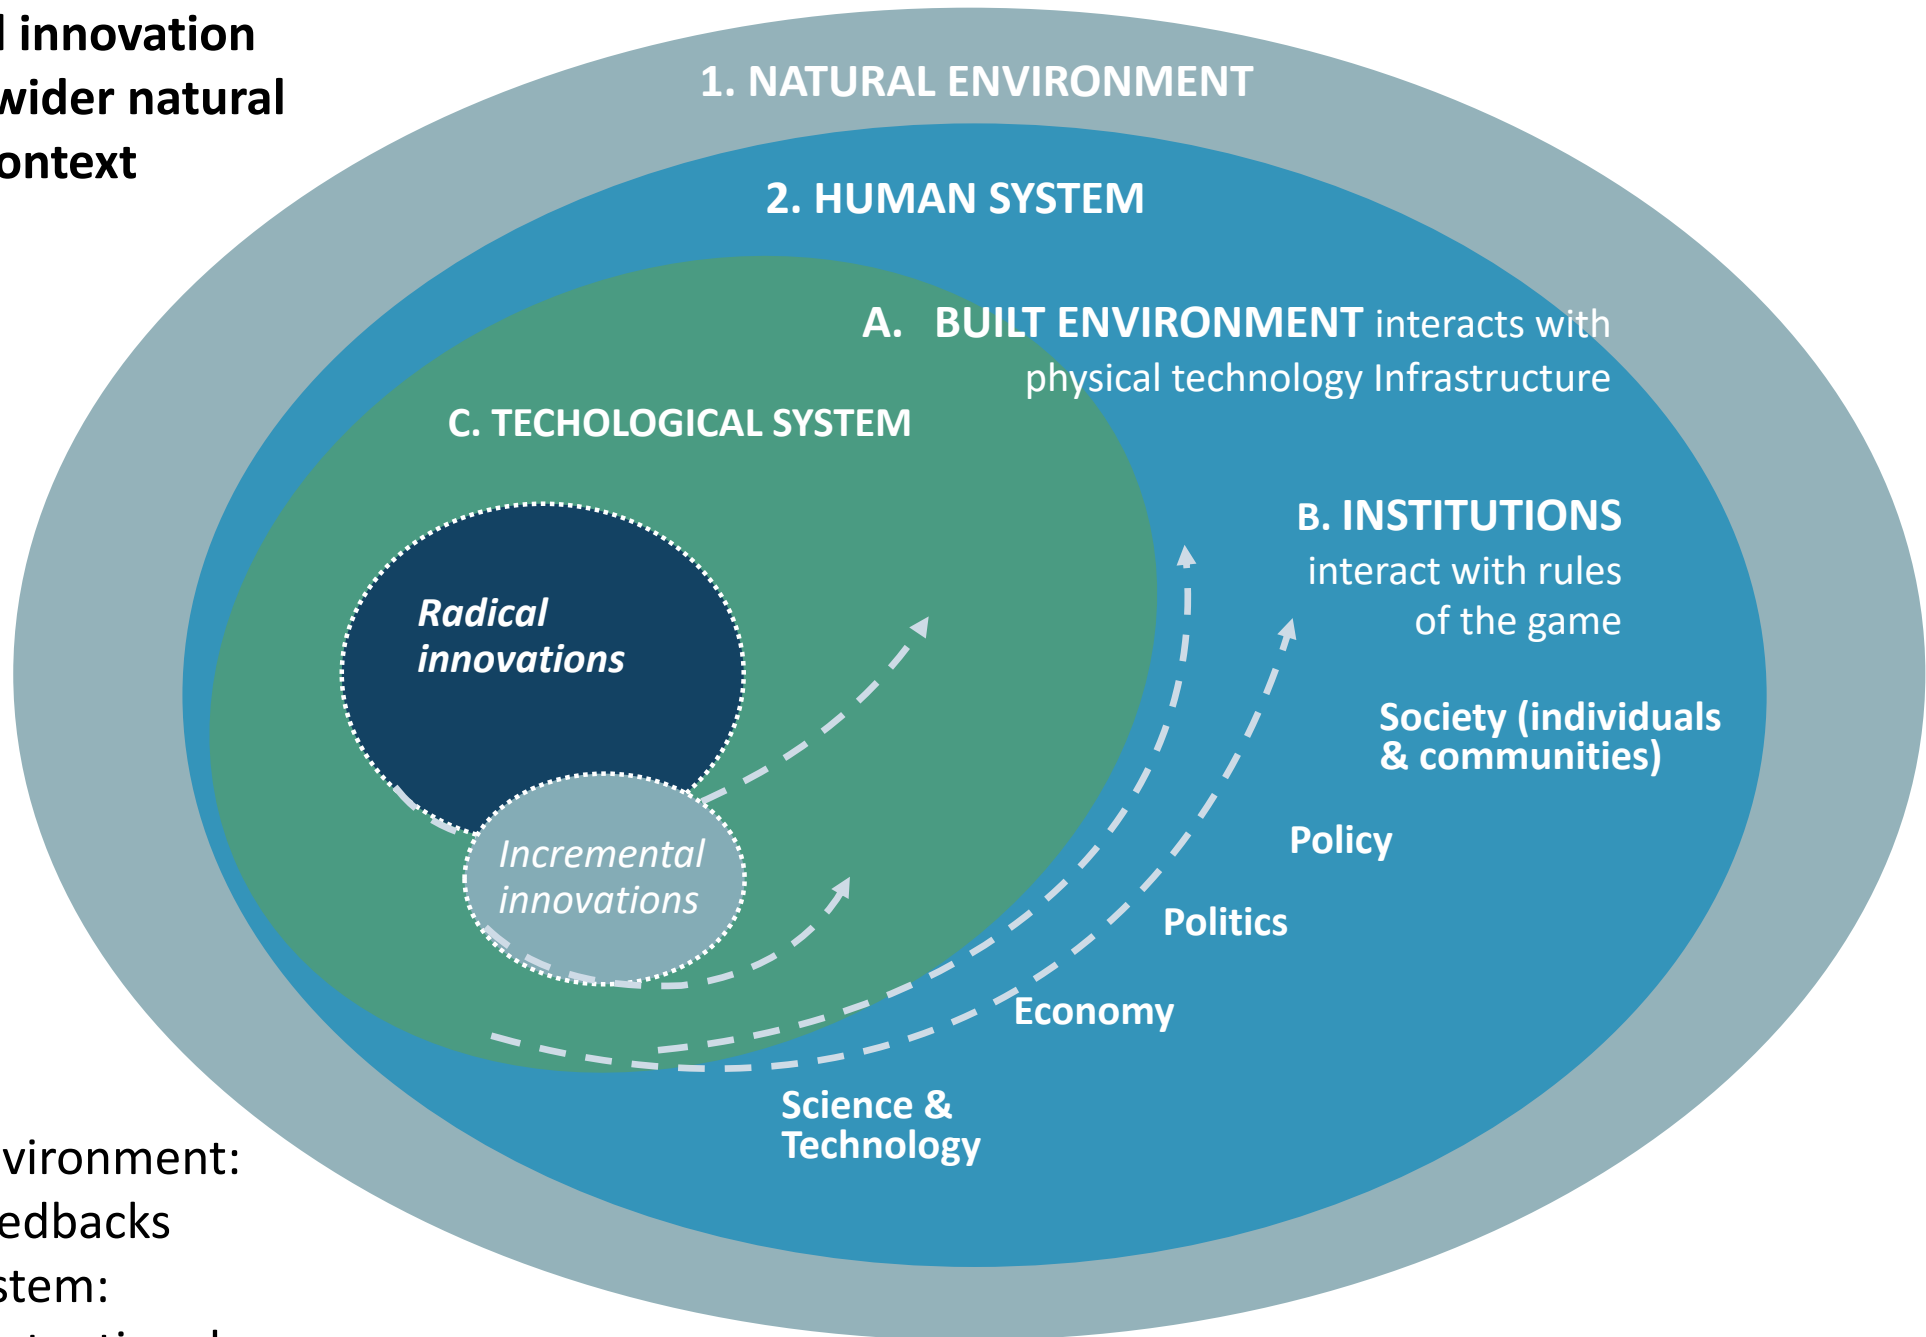 l innovation
wider natural
ontext
1. NATURAL ENVIRONMENT
2. HUMAN SYSTEM
A. BUILT ENVIRONMENT interacts with
physical technology Infrastructure
C. TECHOLOGICAL SYSTEM
B. INSTITUTIONS
interact with rules
of the game
Radical
innovations
Society (individuals
& communities)
Policy
Incremental
innovations
Politics
Economy
Science &
Technology
vironment:
edbacks
stem: